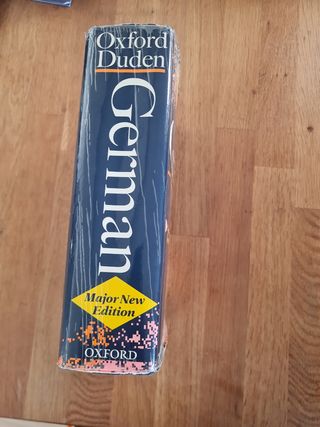 Oxford
Duden
German
Major New
Edition
OXFORD